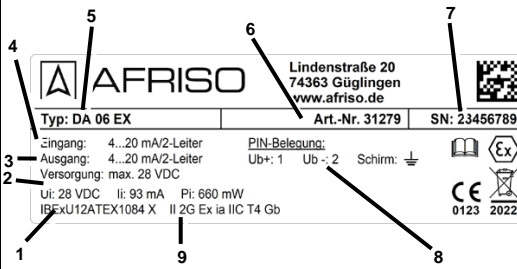 5
6
7
4
AFRISO
Lindenstraße 20
74363 Güglingen
www.afriso.de
Typ: DA 06 EX
Art.-Nr. 31279
SN: 23456789
Eingang: 4...20 mA/2-Leiter
PIN-Belegung:
3
Ausgang: 4...20 mA/2-Leiter
Ub+: 1 Ub -: 2 Schirm:
Versorgung: max. 28 VDC
2
Ui: 28 VDC Ii: 93 mA Pi: 660 mW
IBExU12ATEX1084 X II 2G Ex ia IIC T4 Gb
Ex
CE
0123 2022
1
9
8